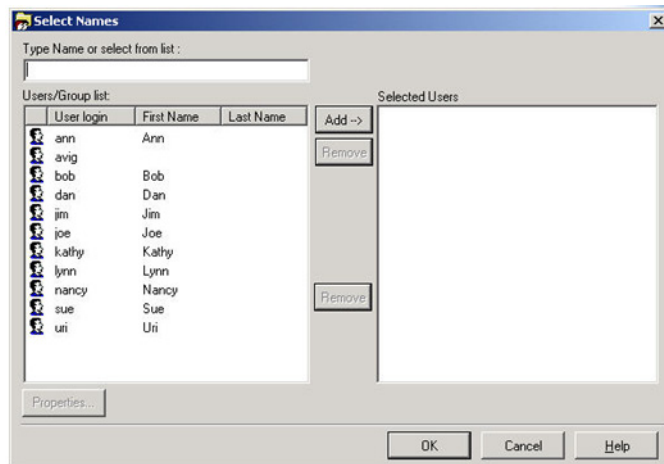 Select Names
Type Name or select from list :
Users/Group list:
Selected Users
User login First Name Last Name
Add -->
Remove
ann Ann
avig
bob Bob
dan Dan
jim Jim
joe Joe
kathy Kathy
lynn Lynn
nancy Nancy
Remove
sue Sue
uri Uri
Properties...
OK Cancel Help